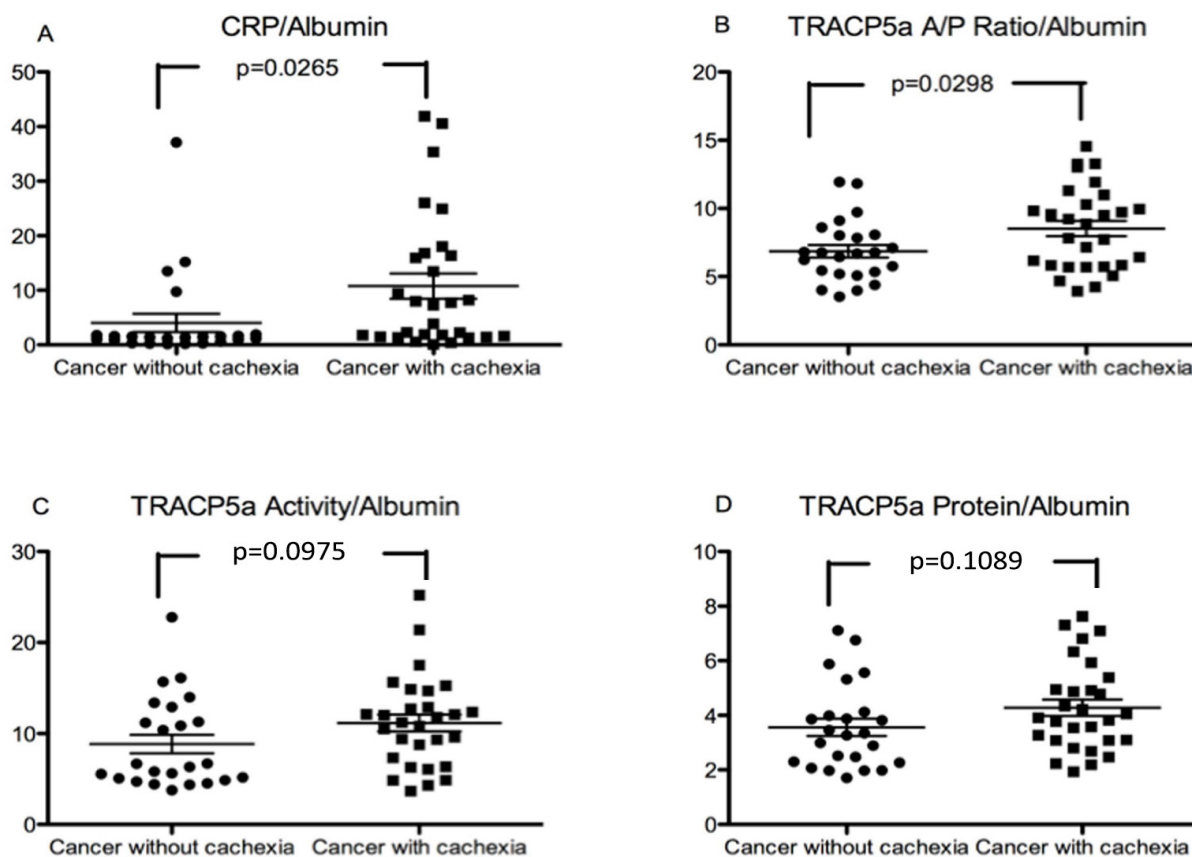 A
CRP/Albumin
50
40
30
20
10
0
p=0.0265
Cancer without cachexia
Cancer with cachexia
B
TRACP5a A/P Ratio/Albumin
20
15
10
5
0
p=0.0298
Cancer without cachexia
Cancer with cachexia
C
TRACP5a Activity/Albumin
30
20
10
0
p=0.0975
Cancer without cachexia
Cancer with cachexia
D
TRACP5a Protein/Albumin
10
8
6
4
2
0
p=0.1089
Cancer without cachexia
Cancer with cachexia